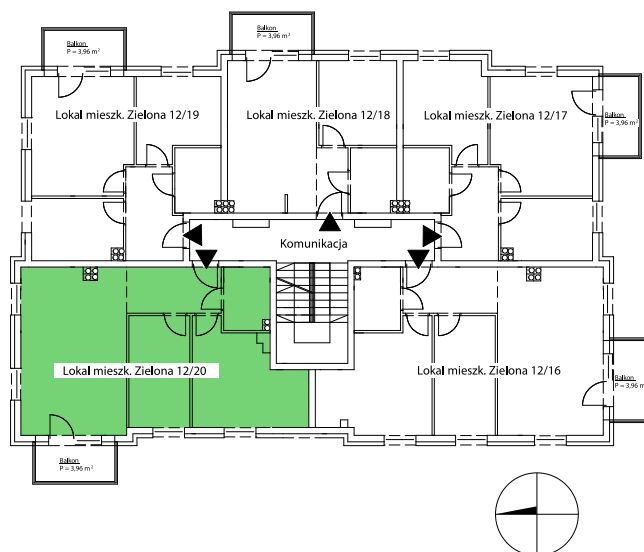 Balkon
P = 3,96 m²
Balkon
P = 3,96 m²
Lokal mieszk. Zielona 12/19
Lokal mieszk. Zielona 12/18
Lokal mieszk. Zielona 12/17
Balkon
P = 3,96 m²
Komunikacja
Lokal mieszk. Zielona 12/20
Lokal mieszk. Zielona 12/16
Balkon
P = 3,96 m²
Balkon
P = 3,96 m²